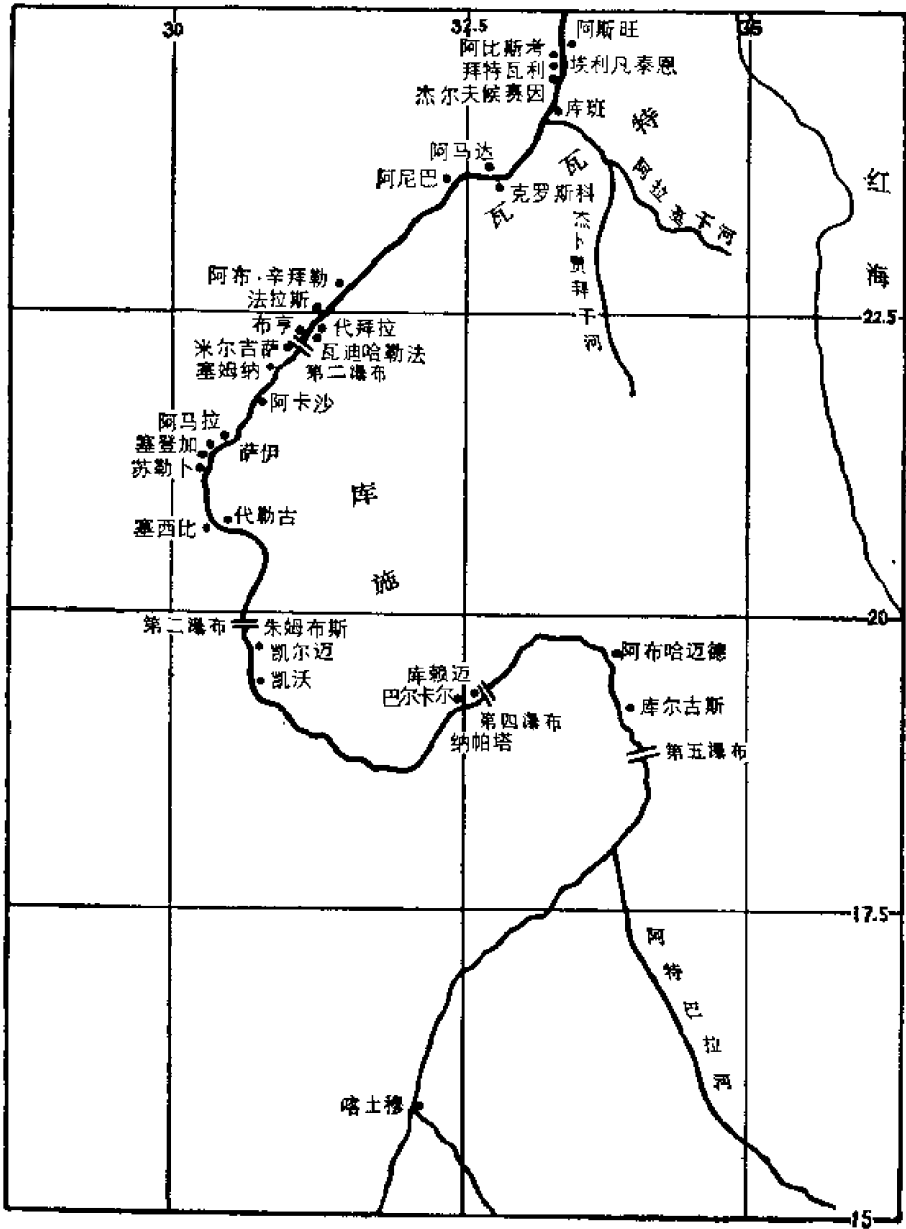 30
32.5
35
阿斯旺
阿比斯考
埃利凡泰恩
拜特瓦利
杰尔夫候赛因
库班
瓦瓦特
阿马达
阿尼巴
克罗斯科
阿拉基干河
杰卜贾拜干河
红海
阿布·辛拜勒
法拉斯
22.5
布亨
代拜拉
米尔吉萨
瓦迪哈勒法
塞姆纳
第二瀑布
阿卡沙
阿马拉
塞登加
萨伊
苏勒卜
库施
代勒古
塞西比
20
第二瀑布
朱姆布斯
凯尔迈
凯沃
阿布哈迈德
库赖迈
巴尔卡尔
第四瀑布
纳帕塔
库尔古斯
第五瀑布
17.5
阿特巴拉河
喀土穆
15